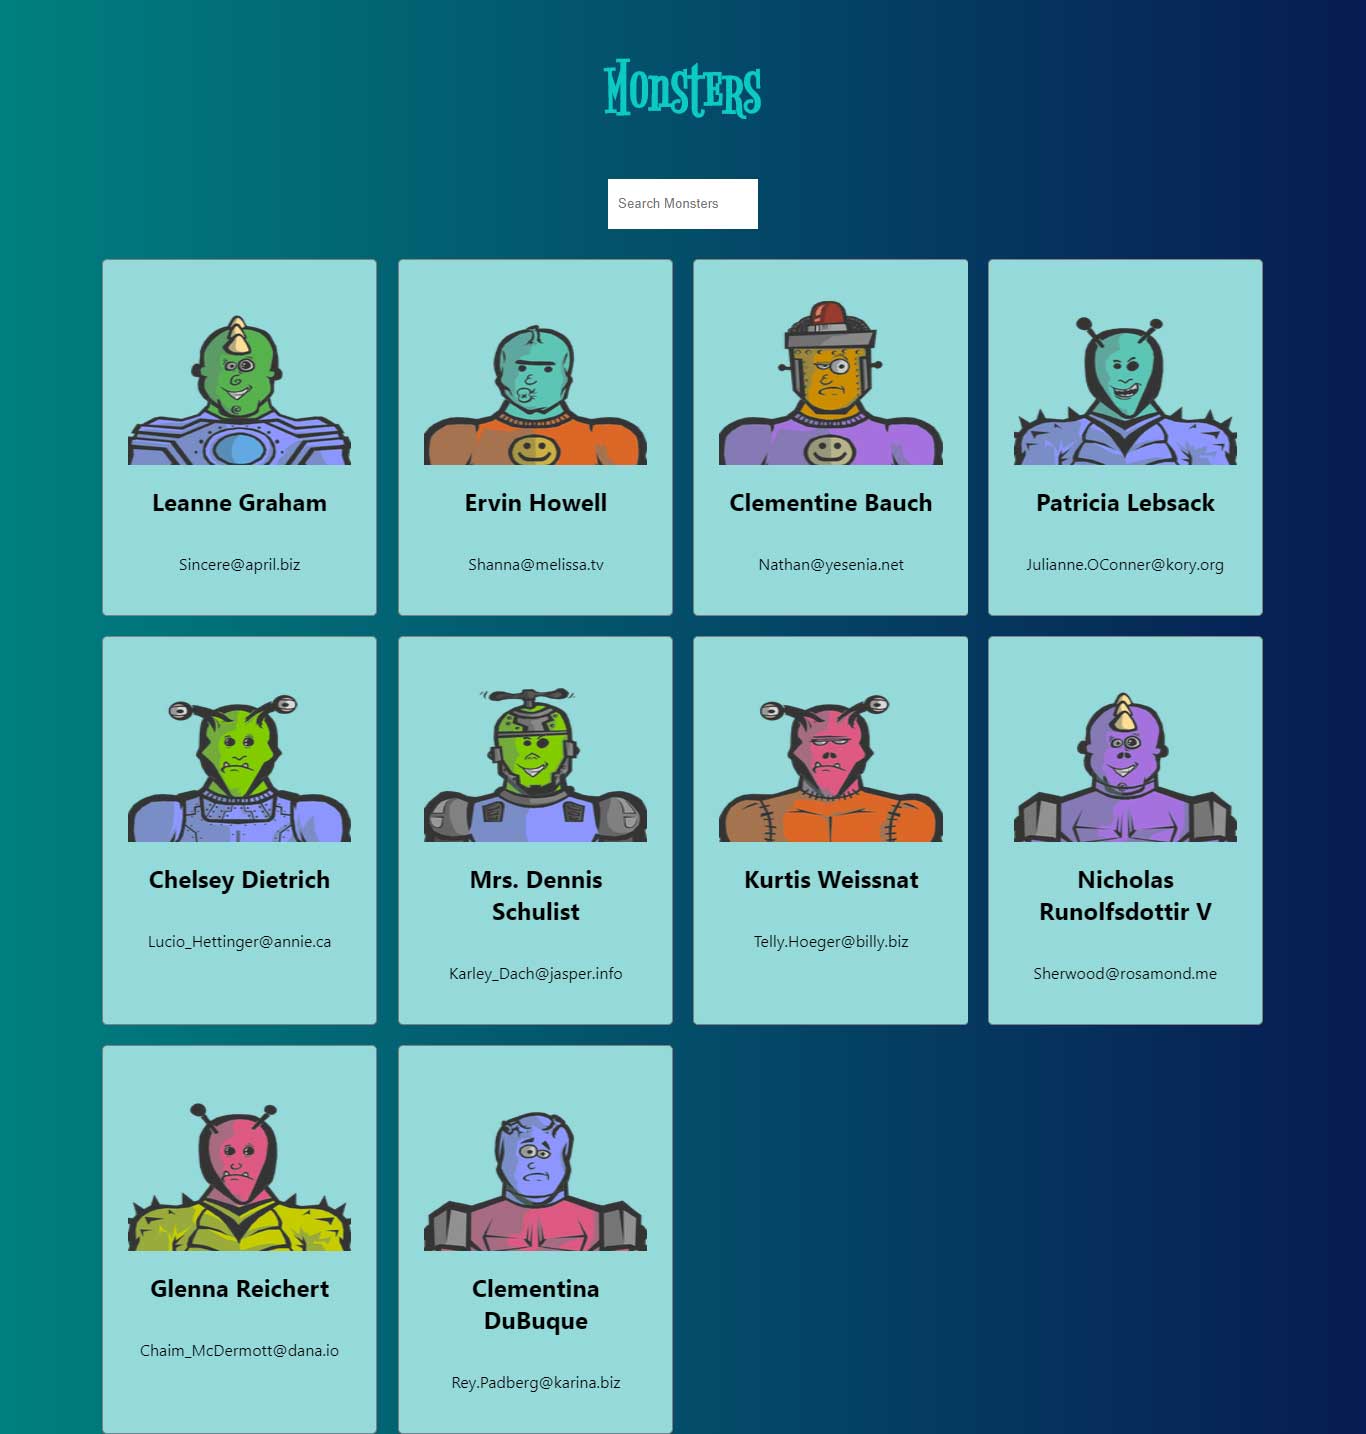 Monsters
Search Monsters
Leanne Graham
Sincere@april.biz
Ervin Howell
Shanna@melissa.tv
Clementine Bauch
Nathan@yesenia.net
Patricia Lebsack
Julianne.OConner@kory.org
Chelsey Dietrich
Lucio_Hettinger@annie.ca
Mrs. Dennis
Schulist
Karley_Dach@jasper.info
Kurtis Weissnat
Telly.Hoeger@billy.biz
Nicholas
Runolfsdottir V
Sherwood@rosamond.me
Glenna Reichert
Chaim_McDermott@dana.io
Clementina
DuBuque
Rey.Padberg@karina.biz